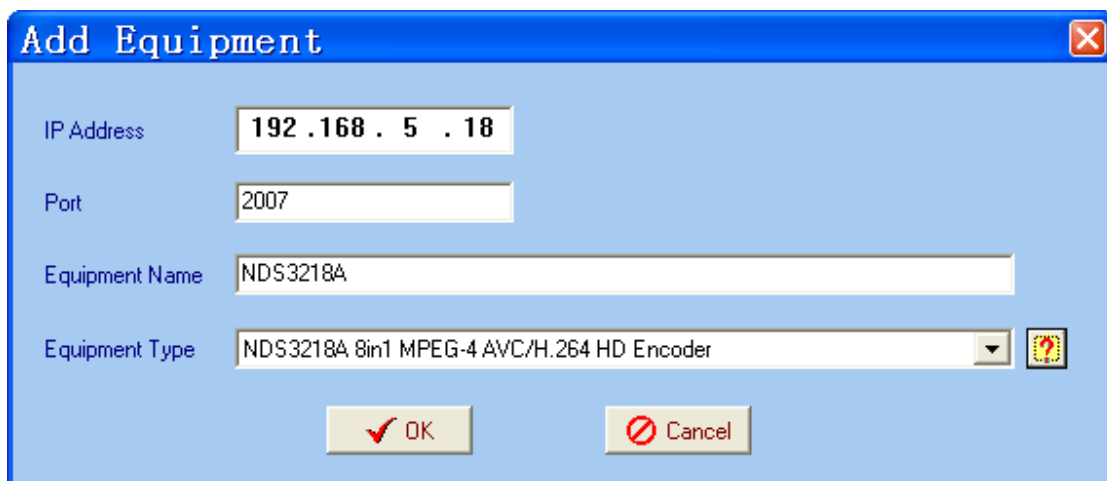 Add Equipment
IP Address 192 .168 . 5 .18
Port 2007
Equipment Name NDS3218A
Equipment Type NDS3218A 8in1 MPEG-4 AVC/H.264 HD Encoder ?
OK Cancel